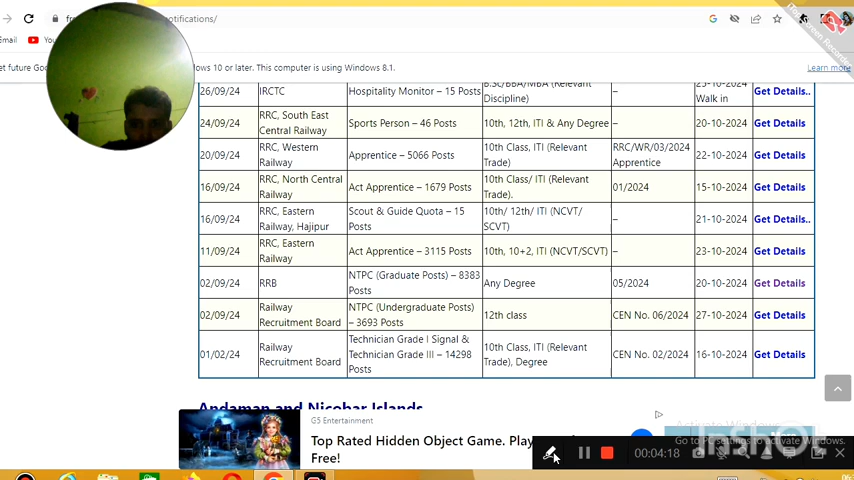 otifications/
Email
You
Screen Recorder
et future Goo
dows 10 or later. This computer is using Windows 8.1.
Learn more
26/09/24 IRCTC Hospitality Monitor – 15 Posts B.Sc/BBA/MBA (Relevant Discipline) – 25-10-2024 Walk in Get Details..
24/09/24 RRC, South East Central Railway Sports Person – 46 Posts 10th, 12th, ITI & Any Degree – 20-10-2024 Get Details
20/09/24 RRC, Western Railway Apprentice – 5066 Posts 10th Class, ITI (Relevant Trade) RRC/WR/03/2024 Apprentice 22-10-2024 Get Details
16/09/24 RRC, North Central Railway Act Apprentice – 1679 Posts 10th Class/ ITI (Relevant Trade). 01/2024 15-10-2024 Get Details
16/09/24 RRC, Eastern Railway, Hajipur Scout & Guide Quota – 15 Posts 10th/ 12th/ ITI (NCVT/ SCVT) – 21-10-2024 Get Details..
11/09/24 RRC, Eastern Railway Act Apprentice – 3115 Posts 10th, 10+2, ITI (NCVT/SCVT) – 23-10-2024 Get Details
02/09/24 RRB NTPC (Graduate Posts) – 8383 Posts Any Degree 05/2024 20-10-2024 Get Details
02/09/24 Railway Recruitment Board NTPC (Undergraduate Posts) – 3693 Posts 12th class CEN No. 06/2024 27-10-2024 Get Details
01/02/24 Railway Recruitment Board Technician Grade I Signal & Technician Grade III – 14298 Posts 10th Class, ITI (Relevant Trade), Degree CEN No. 02/2024 16-10-2024 Get Details
Andaman and Nicobar Islands
G5 Entertainment
Top Rated Hidden Object Game. Play
Free!
Activate Windows
Go to PC settings to activate Windows.
00:04:18